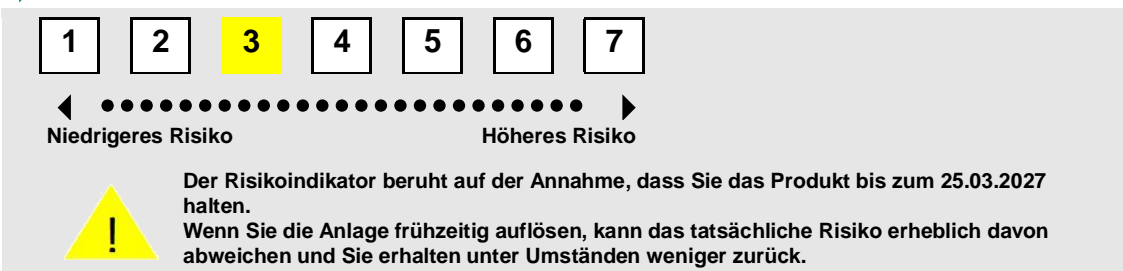 1 2 3 4 5 6 7
Niedrigeres Risiko Höheres Risiko
Der Risikoindikator beruht auf der Annahme, dass Sie das Produkt bis zum 25.03.2027
halten.
! Wenn Sie die Anlage frühzeitig auflösen, kann das tatsächliche Risiko erheblich davon
abweichen und Sie erhalten unter Umständen weniger zurück.